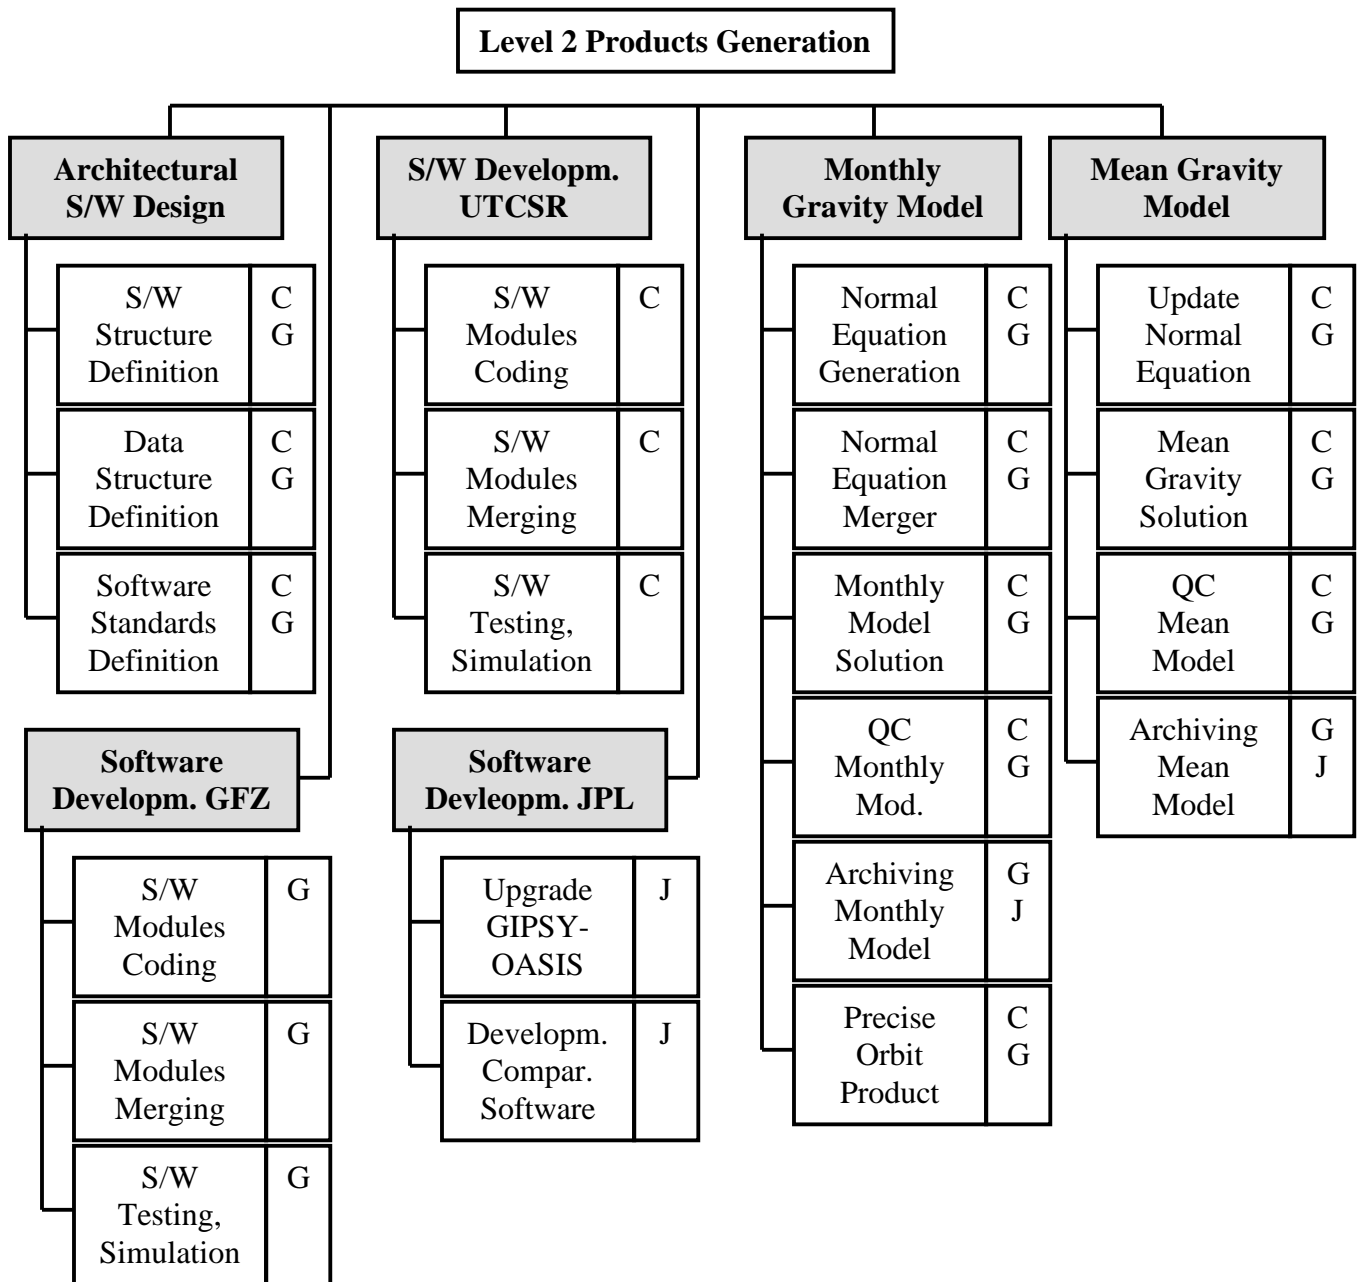 Level 2 Products Generation
Architectural
S/W Design
S/W
Structure
Definition
C
G
Data
Structure
Definition
C
G
Software
Standards
Definition
C
G
Software
Developm. GFZ
S/W
Modules
Coding
G
S/W
Modules
Merging
G
S/W
Testing,
Simulation
G
S/W Developm.
UTCSR
S/W
Modules
Coding
C
S/W
Modules
Merging
C
S/W
Testing,
Simulation
C
Software
Devleopm. JPL
Upgrade
GIPSY-
OASIS
J
Developm.
Compar.
Software
J
Monthly
Gravity Model
Normal
Equation
Generation
C
G
Normal
Equation
Merger
C
G
Monthly
Model
Solution
C
G
QC
Monthly
Mod.
C
G
Archiving
Monthly
Model
G
J
Precise
Orbit
Product
C
G
Mean Gravity
Model
Update
Normal
Equation
C
G
Mean
Gravity
Solution
C
G
QC
Mean
Model
C
G
Archiving
Mean
Model
G
J